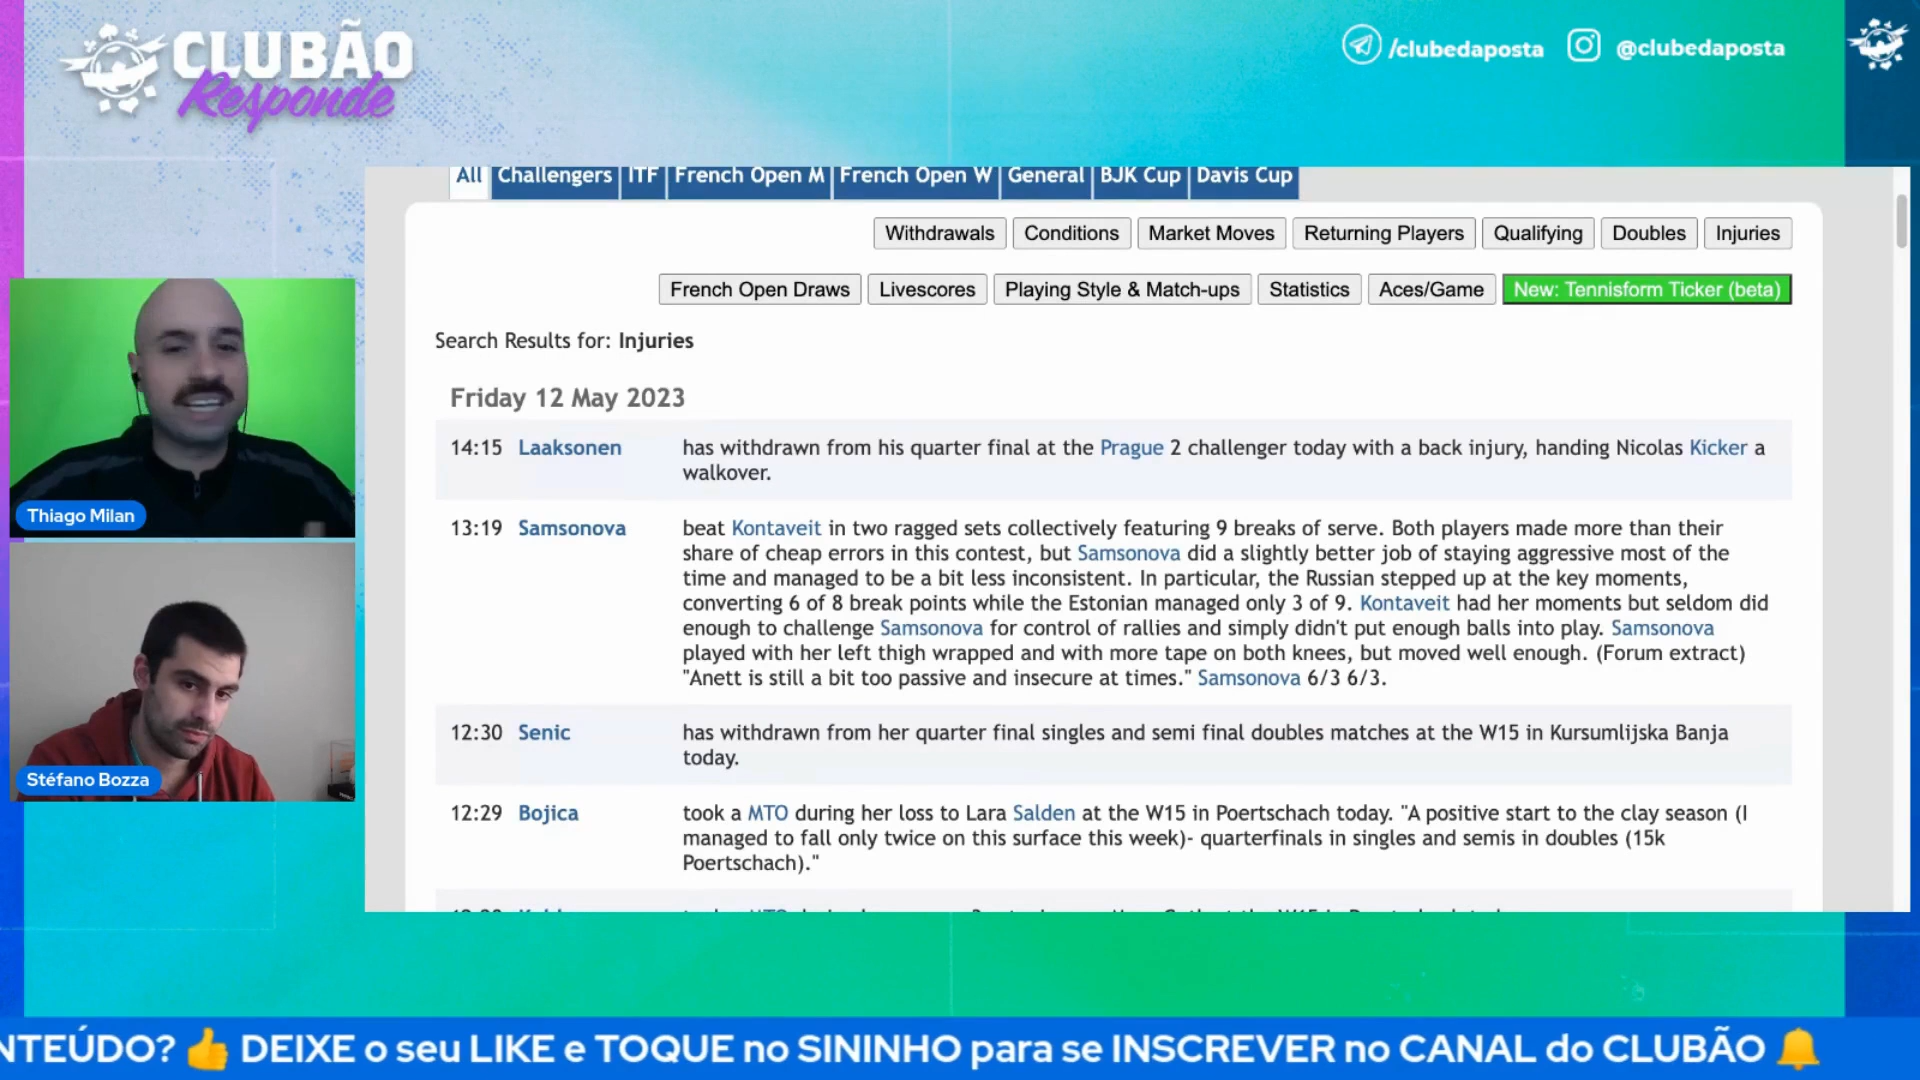 CLUBÃO
Responde
/clubedaposta
@clubedaposta
All Challengers ITF French Open M French Open W General BJK Cup Davis Cup
Withdrawals Conditions Market Moves Returning Players Qualifying Doubles Injuries
French Open Draws Livescores Playing Style & Match-ups Statistics Aces/Game New: Tennisform Ticker (beta)
Search Results for: Injuries
Friday 12 May 2023
14:15 Laaksonen has withdrawn from his quarter final at the Prague 2 challenger today with a back injury, handing Nicolas Kicker a
walkover.
13:19 Samsonova beat Kontaveit in two ragged sets collectively featuring 9 breaks of serve. Both players made more than their
share of cheap errors in this contest, but Samsonova did a slightly better job of staying aggressive most of the
time and managed to be a bit less inconsistent. In particular, the Russian stepped up at the key moments,
converting 6 of 8 break points while the Estonian managed only 3 of 9. Kontaveit had her moments but seldom did
enough to challenge Samsonova for control of rallies and simply didn't put enough balls into play. Samsonova
played with her left thigh wrapped and with more tape on both knees, but moved well enough. (Forum extract)
"Anett is still a bit too passive and insecure at times." Samsonova 6/3 6/3.
12:30 Senic has withdrawn from her quarter final singles and semi final doubles matches at the W15 in Kursumlijska Banja
today.
12:29 Bojica took a MTO during her loss to Lara Salden at the W15 in Poertschach today. "A positive start to the clay season (I
managed to fall only twice on this surface this week)- quarterfinals in singles and semis in doubles (15k
Poertschach)."
Thiago Milan
Stéfano Bozza
NTEÚDO? 👍 DEIXE o seu LIKE e TOQUE no SININHO para se INSCREVER no CANAL do CLUBÃO 🔔